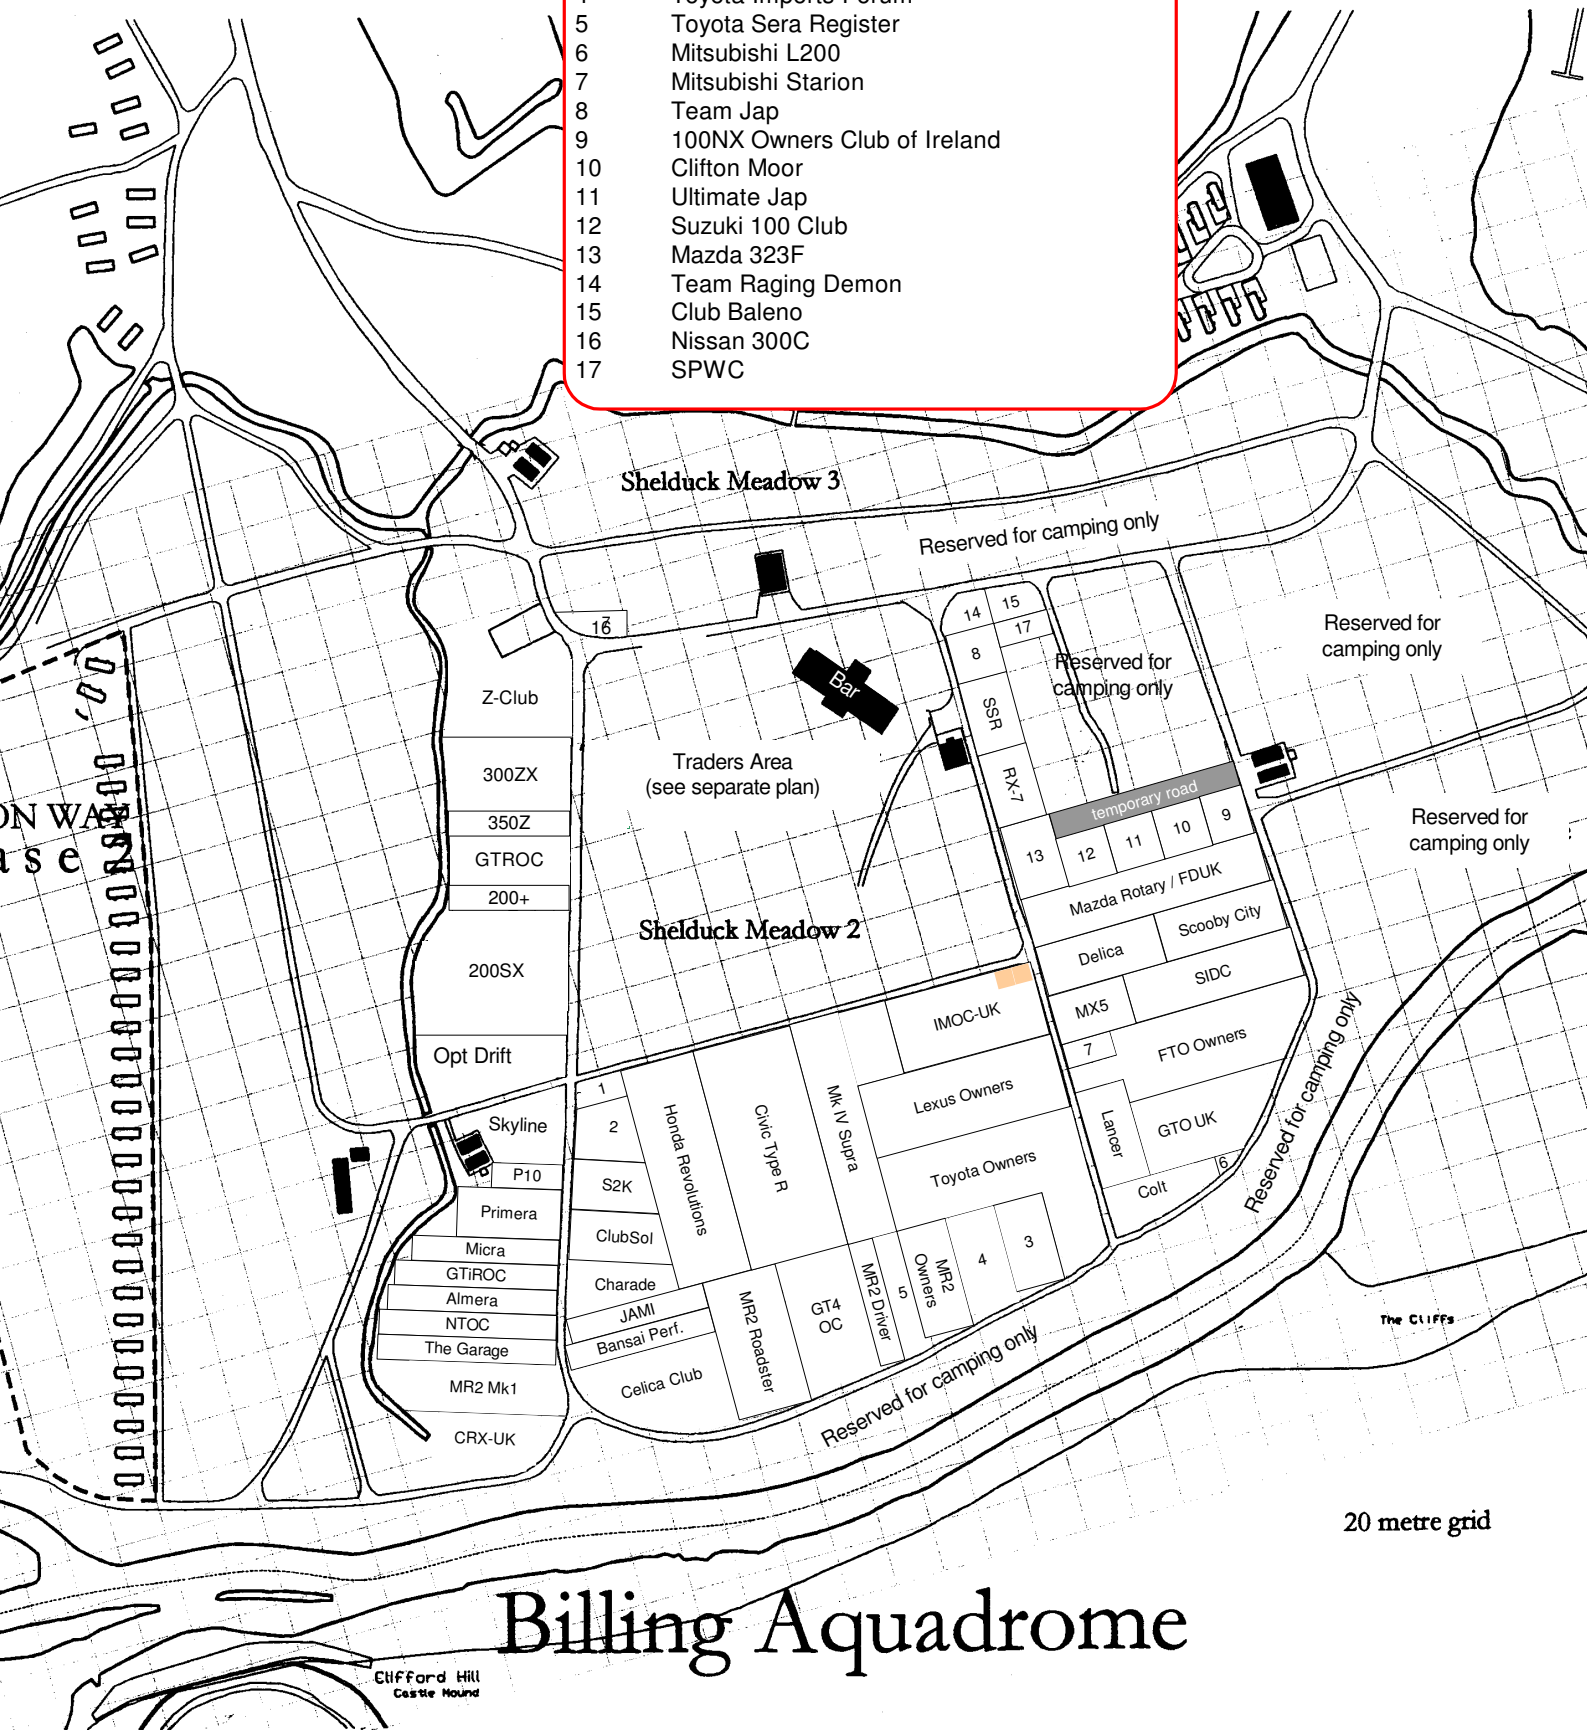 Toyota Imports Forum
5 Toyota Sera Register
6 Mitsubishi L200
7 Mitsubishi Starion
8 Team Jap
9 100NX Owners Club of Ireland
10 Clifton Moor
11 Ultimate Jap
12 Suzuki 100 Club
13 Mazda 323F
14 Team Raging Demon
15 Club Baleno
16 Nissan 300C
17 SPWC
Shelduck Meadow 3
Reserved for camping only
14
15
17
8
16
Reserved for
camping only
Reserved for
camping only
Z-Club
Bar
SSR
300ZX
Traders Area
(see separate plan)
RX-7
temporary road
350Z
ON WAY
ase 2
GTROC
13
12
11
10
9
Reserved for
camping only
200+
Mazda Rotary / FDUK
Shelduck Meadow 2
Delica
Scooby City
200SX
SIDC
IMOC-UK
MX5
Opt Drift
7
FTO Owners
Reserved for camping only
1
2
Skyline
Honda Revolutions
Civic Type R
Mk IV Supra
Lexus Owners
Lancer
GTO UK
6
Colt
P10
S2K
Toyota Owners
Primera
ClubSol
Micra
GTiROC
Charade
Almera
JAMI
NTOC
Bansai Perf.
The Garage
MR2 Roadster
GT4
OC
MR2 Driver
5
MR2
Owners
4
3
MR2 Mk1
Celica Club
CRX-UK
Reserved for camping only
The Cliffs
20 metre grid
Billing Aquadrome
Clifford Hill
Castle Mound